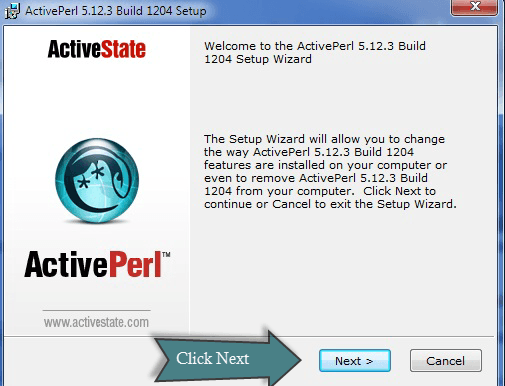 ActivePerl 5.12.3 Build 1204 Setup
ActiveState
Welcome to the ActivePerl 5.12.3 Build
1204 Setup Wizard
The Setup Wizard will allow you to change
the way ActivePerl 5.12.3 Build 1204
features are installed on your computer or
even to remove ActivePerl 5.12.3 Build
1204 from your computer.  Click Next to
continue or Cancel to exit the Setup Wizard.
ActivePerl™
www.activestate.com
Click Next
Next >
Cancel